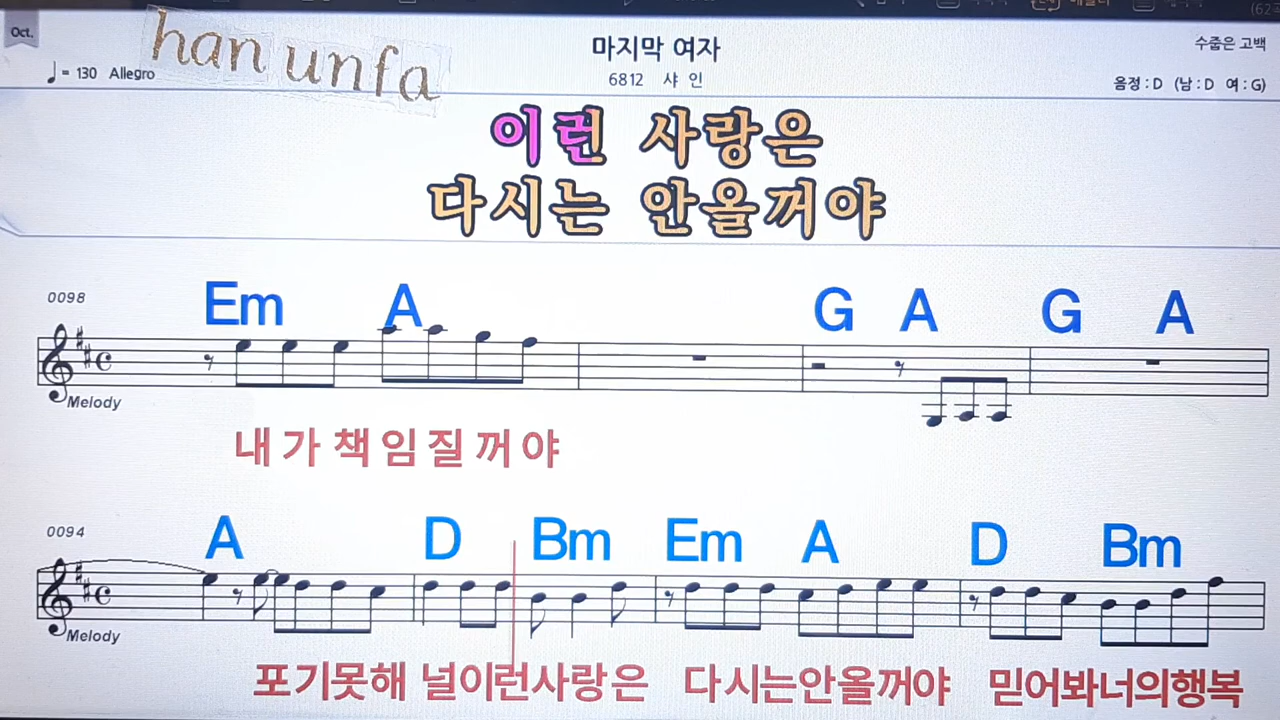 Oct.
han unfa
마지막 여자
수줍은 고백
♩= 130 Allegro
6812 샤 인
음정 : D (남 : D 여 : G)
이런 사랑은
다시는 안올꺼야
0098
Em A G A G A
Melody
내 가 책 임 질 꺼 야
0094
A D Bm Em A D Bm
Melody
포기못해 널이런사랑은 다시는안올꺼야 믿어봐너의행복